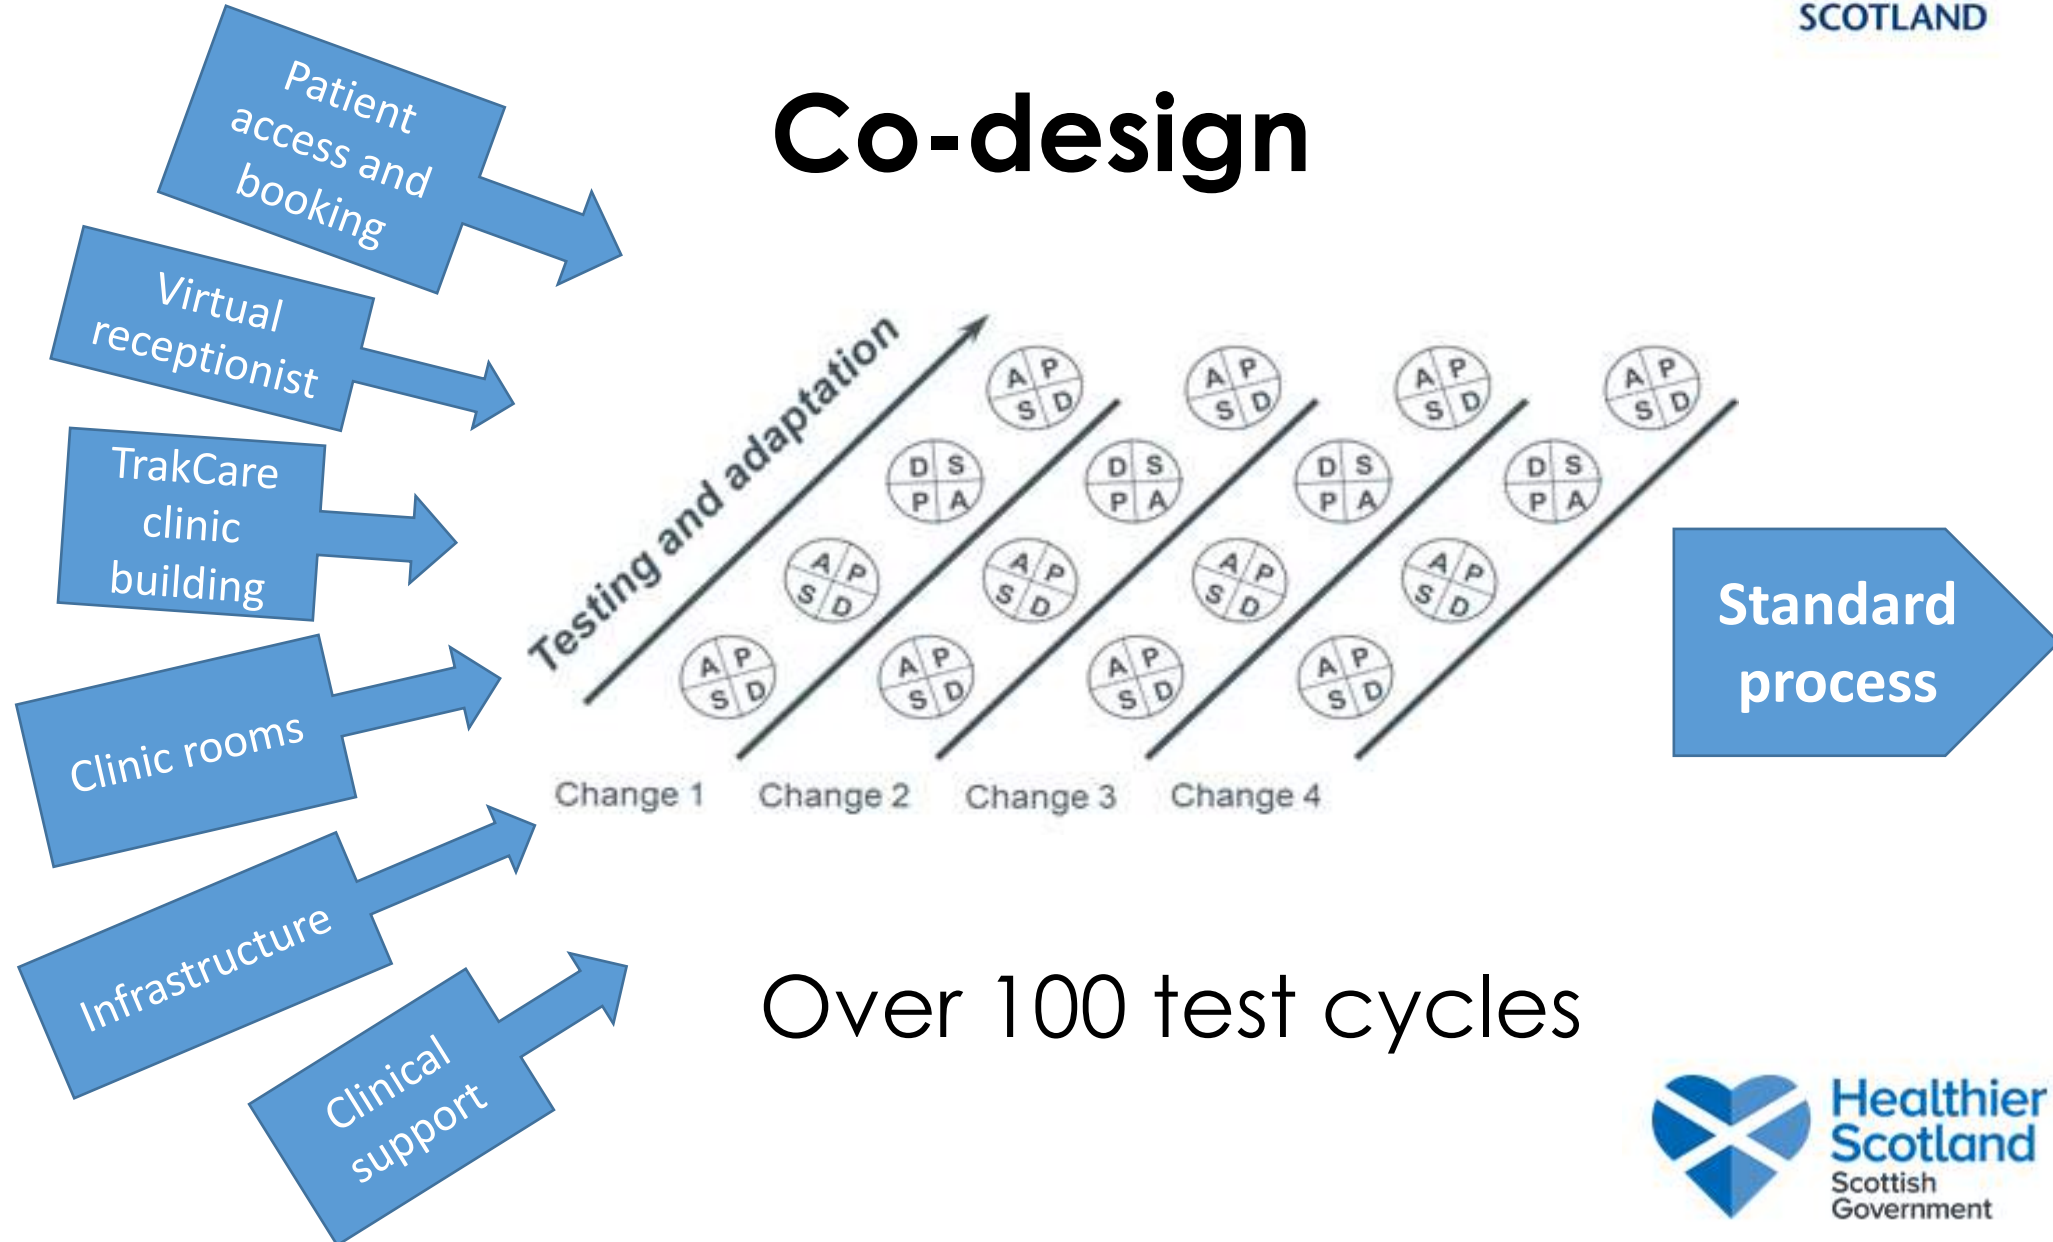 SCOTLAND
Co-design
Patient
access and
booking
Virtual
receptionist
TrakCare
clinic
building
Clinic rooms
Infrastructure
Clinical
support
Testing and adaptation
A P
S D
A P
S D
A P
S D
A P
S D
D S
P A
D S
P A
D S
P A
D S
P A
A P
S D
A P
S D
A P
S D
A P
S D
A P
S D
A P
S D
A P
S D
A P
S D
Change 1
Change 2
Change 3
Change 4
Standard
process
Over 100 test cycles
Healthier
Scotland
Scottish
Government